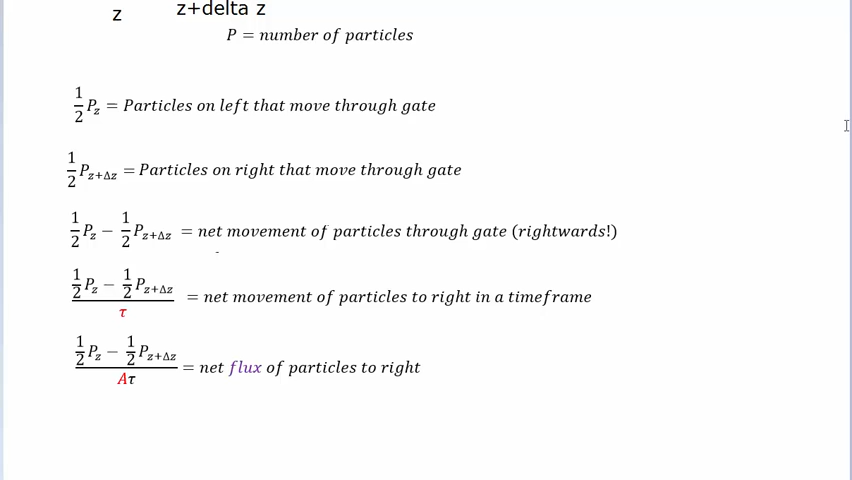 z
z+delta z
P = number of particles
1/2 P_z = Particles on left that move through gate
1/2 P_{z+Δz} = Particles on right that move through gate
1/2 P_z − 1/2 P_{z+Δz} = net movement of particles through gate (rightwards!)
(1/2 P_z − 1/2 P_{z+Δz}) / τ = net movement of particles to right in a timeframe
(1/2 P_z − 1/2 P_{z+Δz}) / Aτ = net flux of particles to right